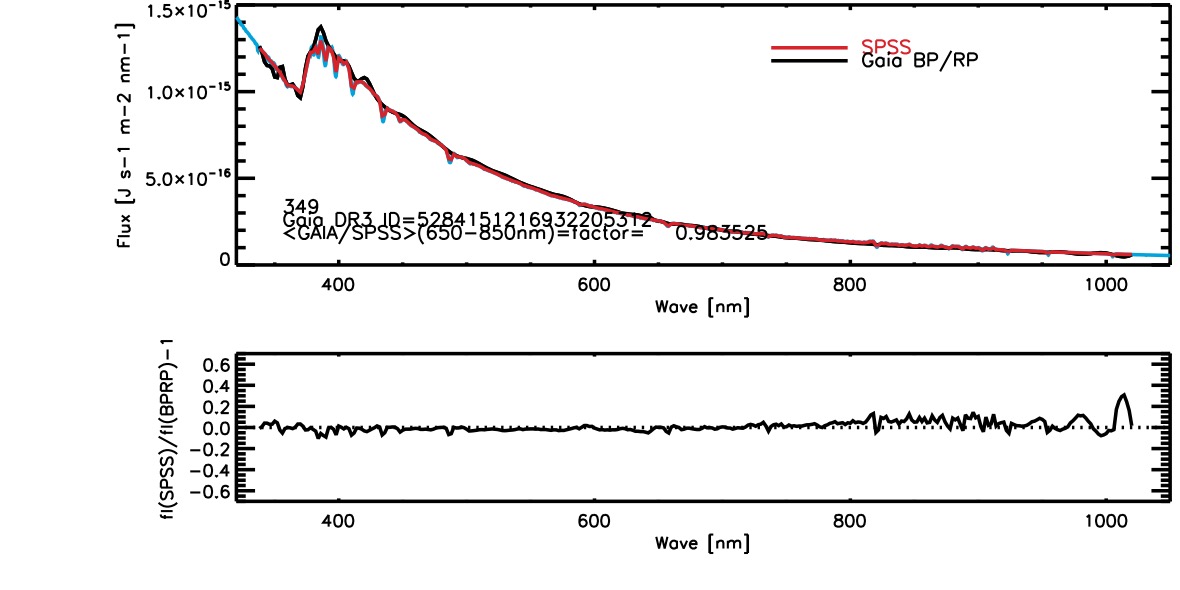 1.5×10−15
1.0×10−15
5.0×10−16
0
Flux [J s−1 m−2 nm−1]
SPSS
Gaia BP/RP
349
Gaia DR3 ID=5284151216932205312
<GAIA/SPSS>(650−850nm)=factor= 0.983525
400 600 800 1000
Wave [nm]
fl(SPSS)/fl(BPRP)−1
0.6
0.4
0.2
0.0
−0.2
−0.4
−0.6
400 600 800 1000
Wave [nm]